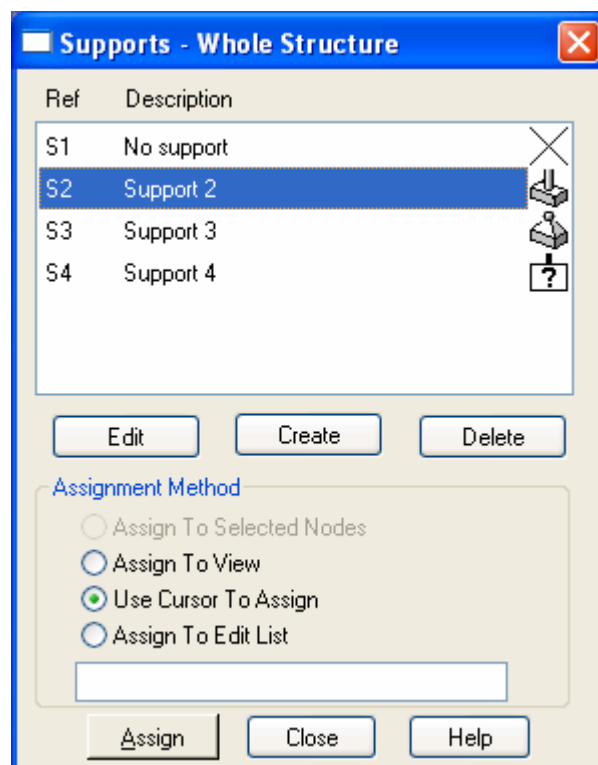 Supports - Whole Structure
Ref Description
S1 No support
S2 Support 2
S3 Support 3
S4 Support 4
?
Edit Create Delete
Assignment Method
Assign To Selected Nodes
Assign To View
Use Cursor To Assign
Assign To Edit List
Assign Close Help